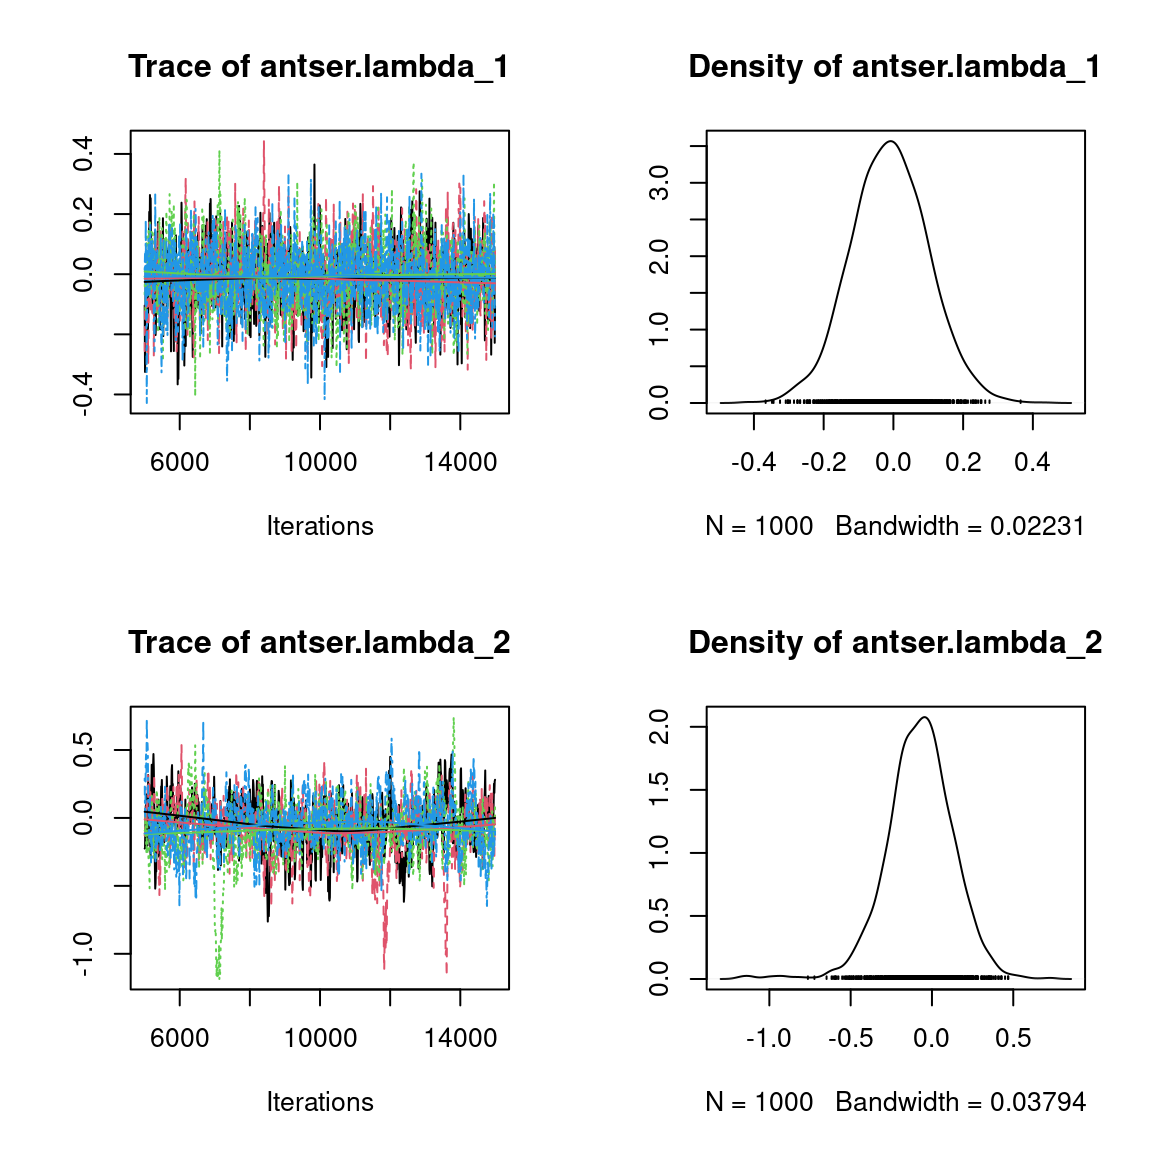 Trace of antser.lambda_1
0.4
0.2
0.0
-0.4
6000 10000 14000
Iterations
Density of antser.lambda_1
3.0
2.0
1.0
0.0
-0.4 -0.2 0.0 0.2 0.4
N = 1000 Bandwidth = 0.02231
Trace of antser.lambda_2
0.5
0.0
-1.0
6000 10000 14000
Iterations
Density of antser.lambda_2
2.0
1.5
1.0
0.5
0.0
-1.0 -0.5 0.0 0.5
N = 1000 Bandwidth = 0.03794